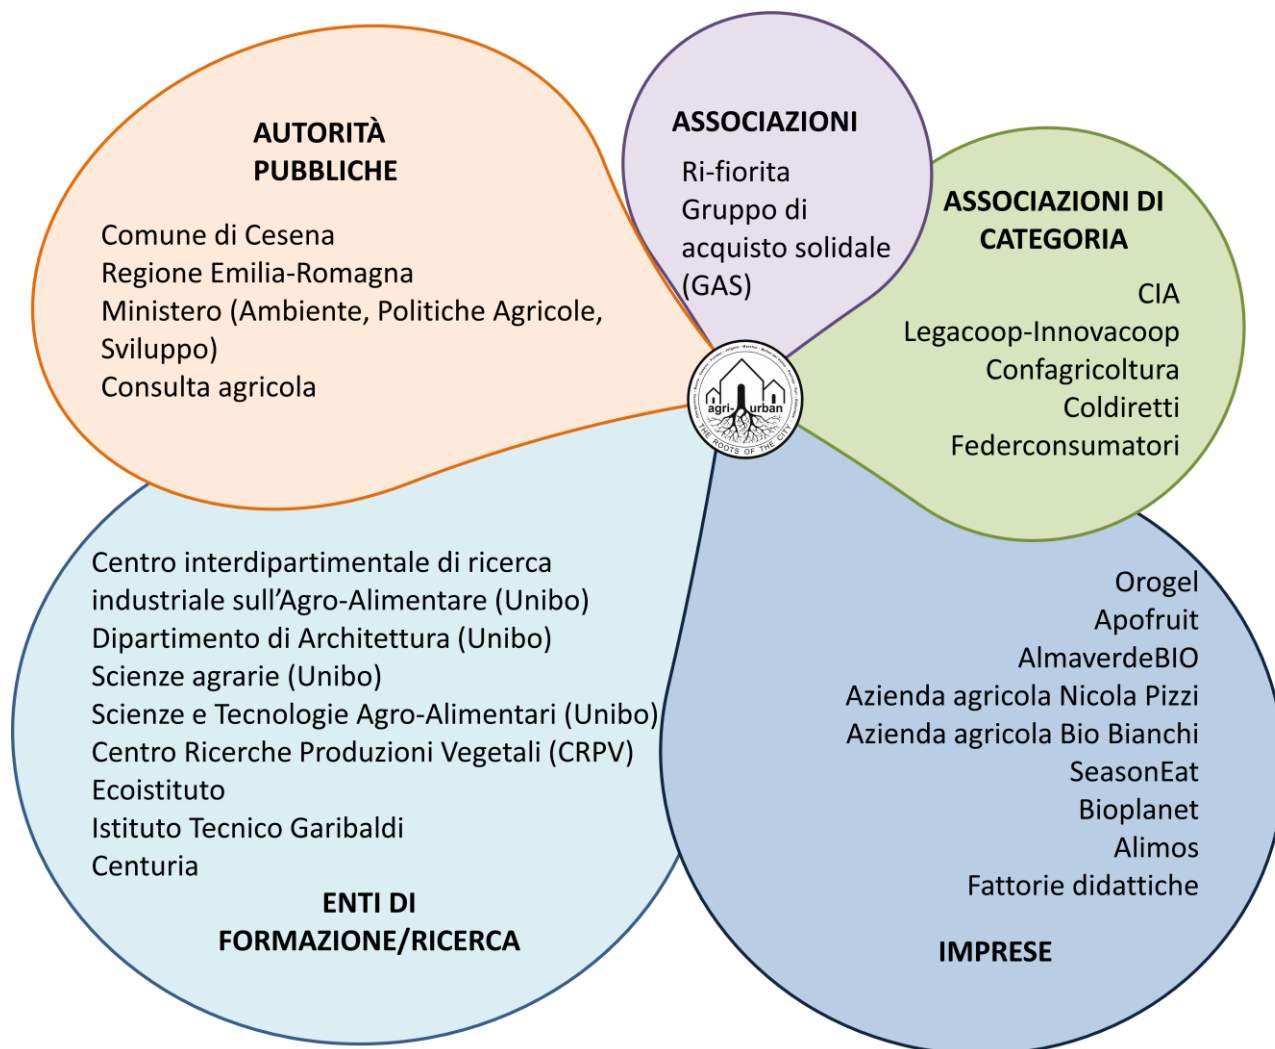 AUTORITÀ
PUBBLICHE
Comune di Cesena
Regione Emilia-Romagna
Ministero (Ambiente, Politiche Agricole,
Sviluppo)
Consulta agricola
ASSOCIAZIONI
Ri-fiorita
Gruppo di
acquisto solidale
(GAS)
ASSOCIAZIONI DI
CATEGORIA
CIA
Legacoop-Innovacoop
Confagricoltura
Coldiretti
Federconsumatori
agri-urban
THE ROOTS OF THE CITY
Centro interdipartimentale di ricerca
industriale sull'Agro-Alimentare (Unibo)
Dipartimento di Architettura (Unibo)
Scienze agrarie (Unibo)
Scienze e Tecnologie Agro-Alimentari (Unibo)
Centro Ricerche Produzioni Vegetali (CRPV)
Ecoistituto
Istituto Tecnico Garibaldi
Centuria
ENTI DI
FORMAZIONE/RICERCA
Orogel
Apofruit
AlmaverdeBIO
Azienda agricola Nicola Pizzi
Azienda agricola Bio Bianchi
SeasonEat
Bioplanet
Alimos
Fattorie didattiche
IMPRESE